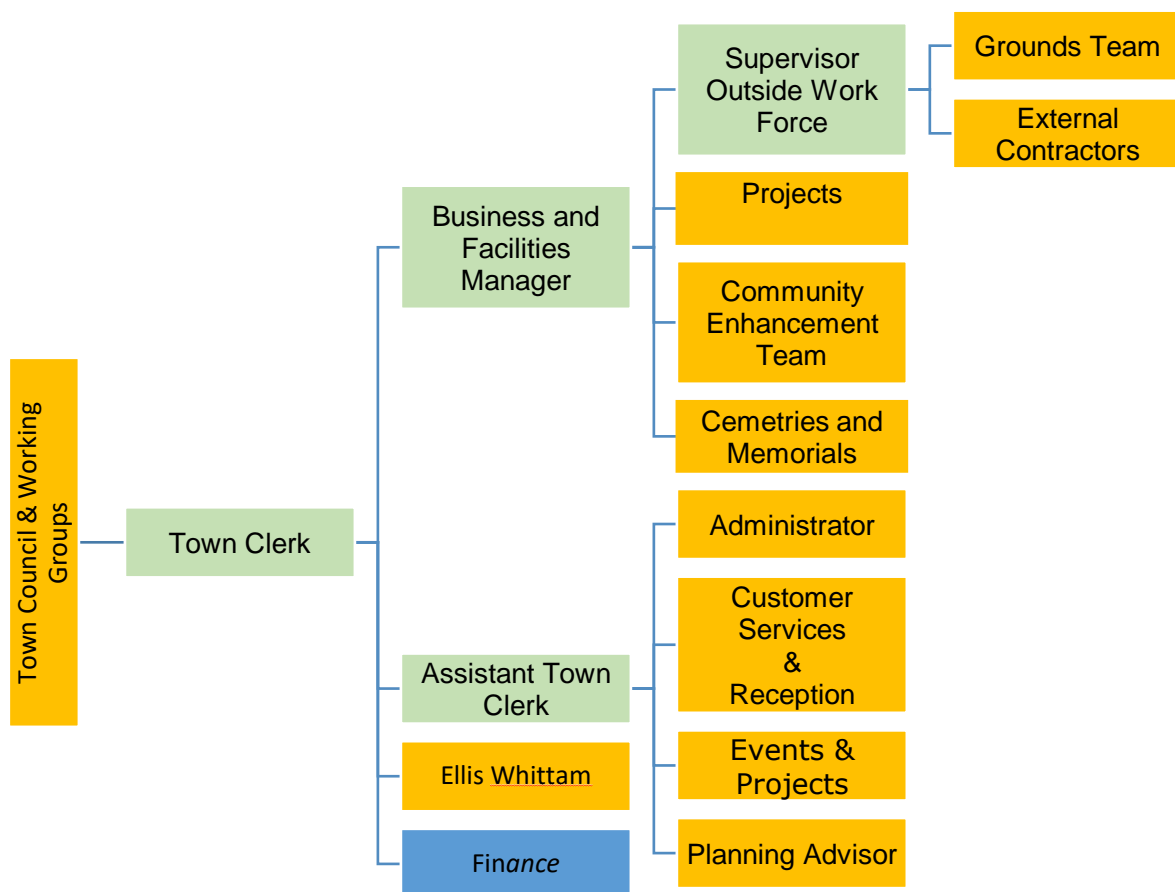 Town Council & Working
Groups
Town Clerk
Business and
Facilities
Manager
Supervisor
Outside Work
Force
Grounds Team
External
Contractors
Projects
Community
Enhancement
Team
Cemetries and
Memorials
Assistant Town
Clerk
Administrator
Customer
Services
&
Reception
Events &
Projects
Planning Advisor
Ellis Whittam
Finance